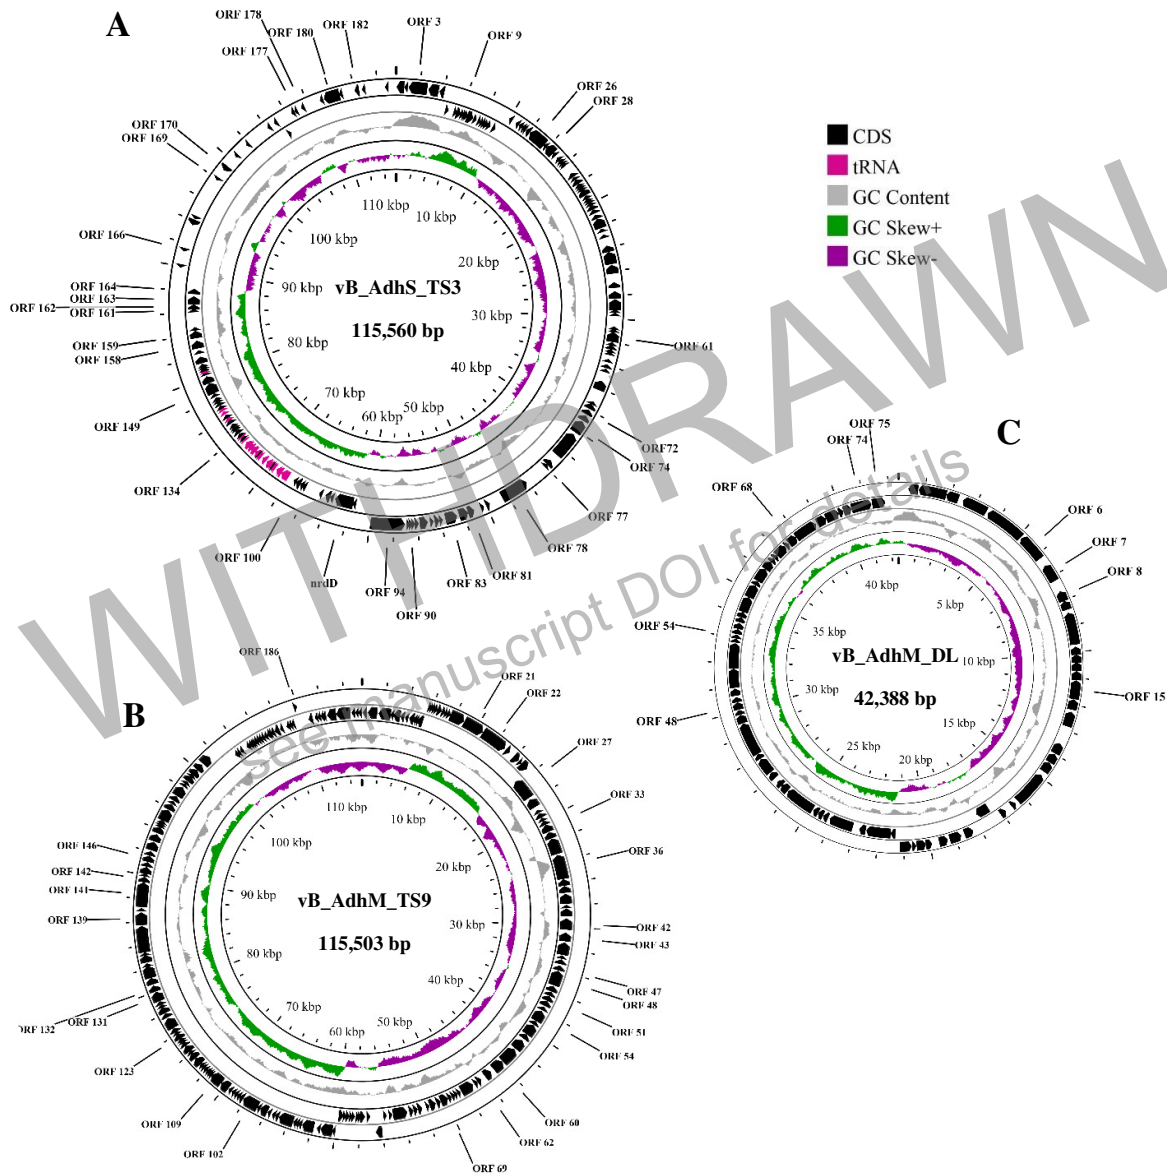 A
ORF 178
ORF 180
ORF 182
ORF 3
ORF 9
ORF 177
ORF 26
ORF 28
ORF 170
ORF 169
ORF 166
ORF 164
ORF 163
ORF 162
ORF 161
ORF 159
ORF 158
ORF 149
ORF 134
ORF 100
nrdD
ORF 94
ORF 90
ORF 83
ORF 81
ORF 78
ORF 77
ORF 74
ORF72
ORF 61
110 kbp
10 kbp
100 kbp
20 kbp
90 kbp
30 kbp
80 kbp
40 kbp
70 kbp
60 kbp
50 kbp
vB_AdhS_TS3
115,560 bp
CDS
tRNA
GC Content
GC Skew+
GC Skew-
WITHDRAWN
see manuscript DOI for details
B
ORF 186
ORF 21
ORF 22
ORF 27
ORF 33
ORF 36
ORF 42
ORF 43
ORF 47
ORF 48
ORF 51
ORF 54
ORF 60
ORF 62
ORF 69
ORF 102
ORF 109
ORF 123
ORF 131
ORF 132
ORF 139
ORF 141
ORF 142
ORF 146
110 kbp
10 kbp
100 kbp
20 kbp
90 kbp
30 kbp
80 kbp
40 kbp
70 kbp
60 kbp
50 kbp
vB_AdhM_TS9
115,503 bp
C
ORF 75
ORF 74
ORF 68
ORF 6
ORF 7
ORF 8
ORF 54
ORF 15
ORF 48
40 kbp
5 kbp
35 kbp
10 kbp
30 kbp
15 kbp
25 kbp
20 kbp
vB_AdhM_DL
42,388 bp